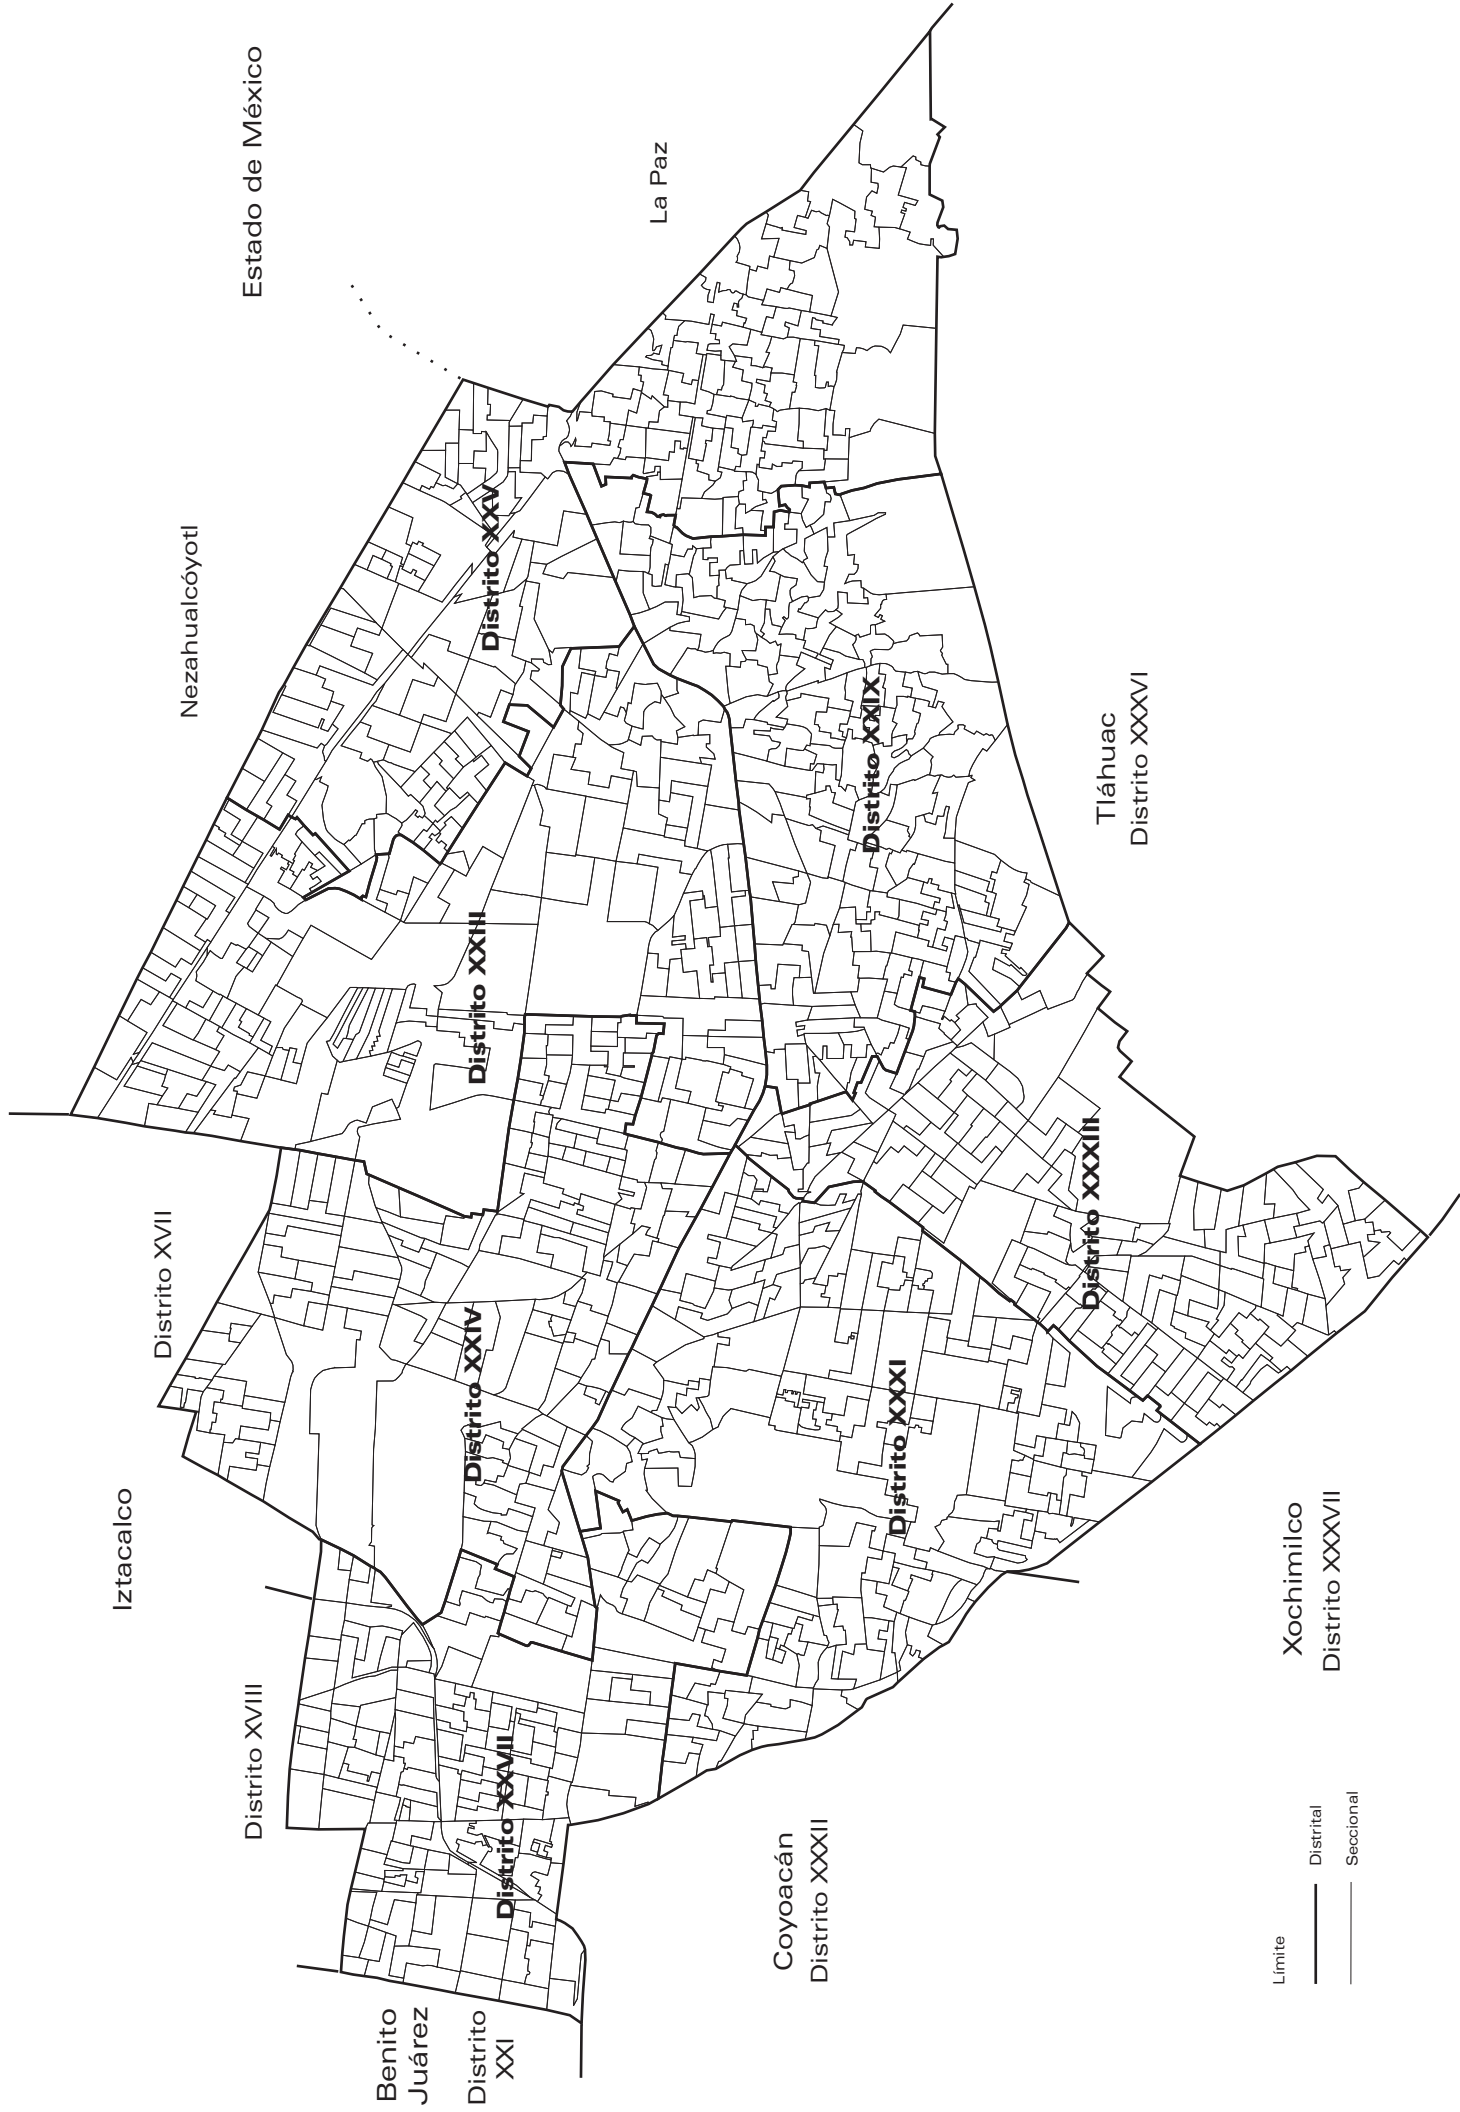 Estado de México
La Paz
Nezahualcóyotl
Distrito XXV
Distrito XXIX
Tláhuac
Distrito XXXVI
Distrito XXIII
Distrito XVII
Iztacalco
Distrito XXIV
Distrito XXXIII
Distrito XXXI
Xochimilco
Distrito XXXVII
Distrito XVIII
Distrito XXVII
Coyoacán
Distrito XXXII
Benito
Juárez
Distrito
XXI
Límite
Distrital
Seccional